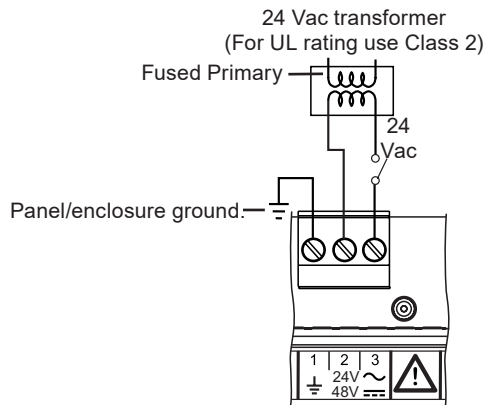 24 Vac transformer
(For UL rating use Class 2)
Fused Primary
24
Vac
Panel/enclosure ground.
1 2 3
24V
48V